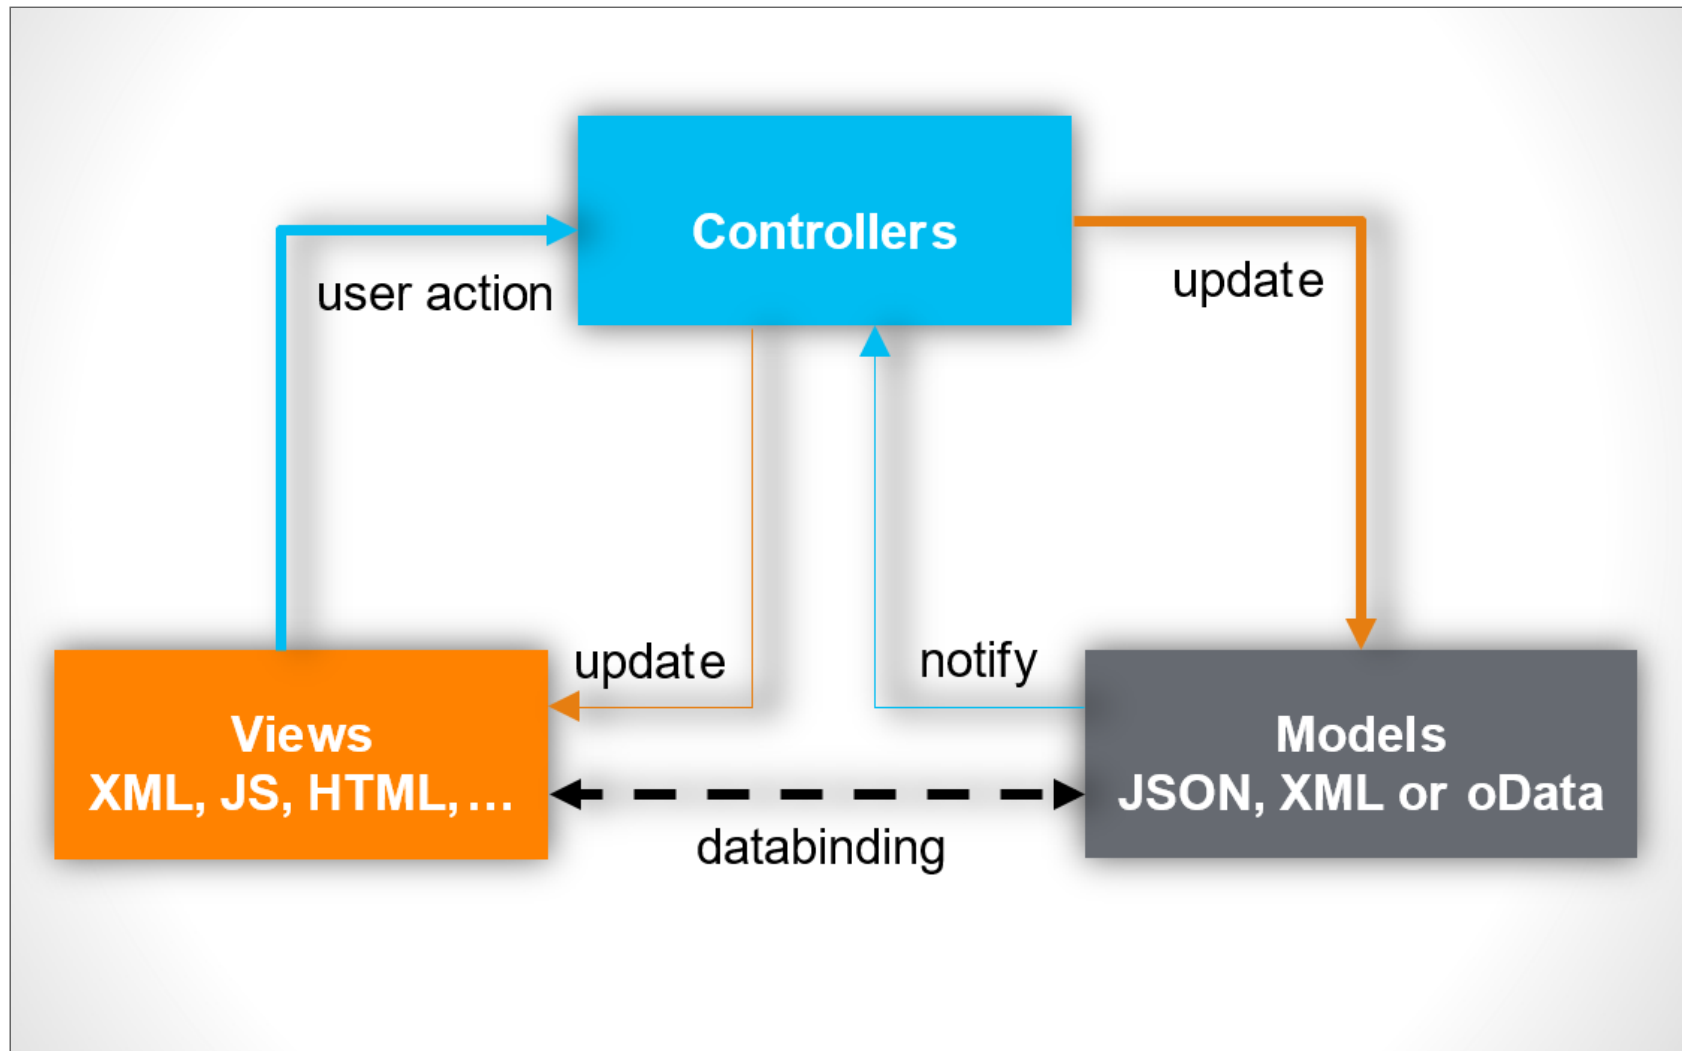 Controllers
user action
update
update
notify
Views
XML, JS, HTML, ...
Models
JSON, XML or oData
databinding